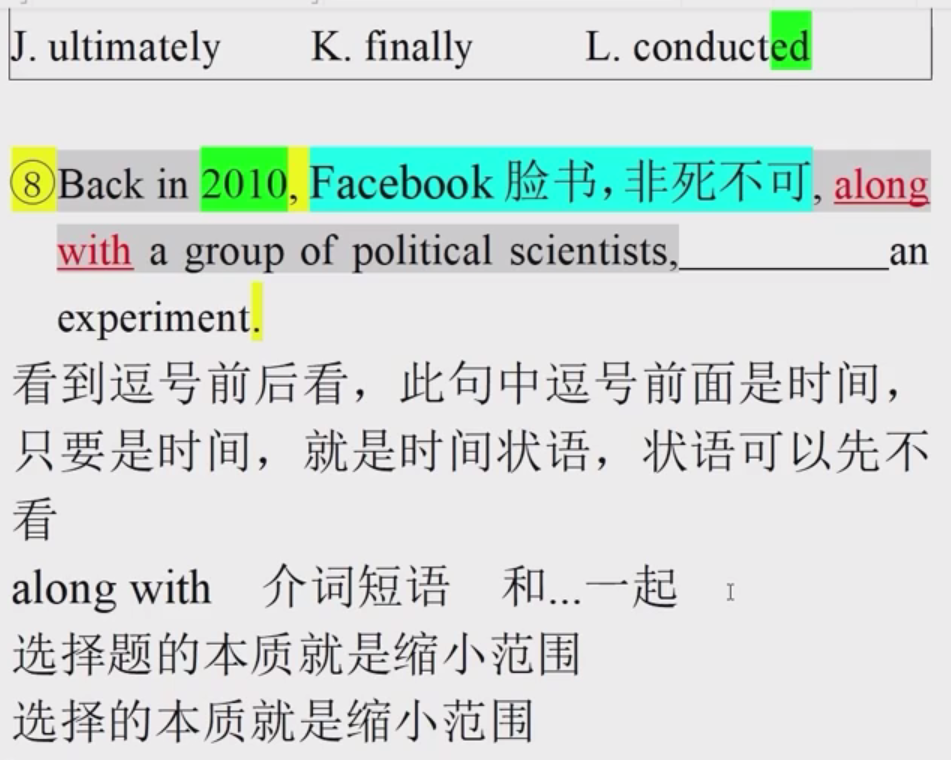 J. ultimately K. finally L. conducted
⑧Back in 2010, Facebook 脸书，非死不可, along
with a group of political scientists,__________an
experiment.
看到逗号前后看，此句中逗号前面是时间，
只要是时间，就是时间状语，状语可以先不
看
along with 介词短语 和...一起
选择题的本质就是缩小范围
选择的本质就是缩小范围